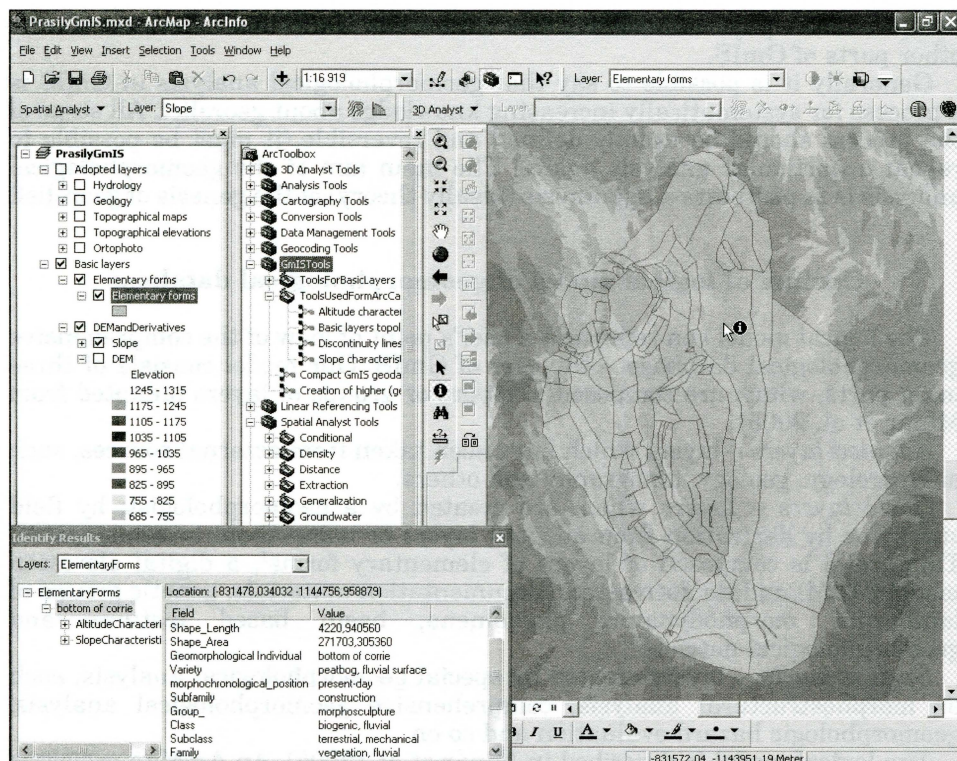 PrasilyGmIS.mxd - ArcMap - ArcInfo
File Edit View Insert Selection Tools Window Help
1:16 919
Layer: Elementary forms
Spatial Analyst
Layer: Slope
3D Analyst
Layer:
PrasilyGmIS
Adopted layers
Hydrology
Geology
Topographical maps
Topographical elevations
Ortophoto
Basic layers
Elementary forms
Elementary forms
DEMandDerivatives
Slope
DEM
Elevation
1245 - 1315
1175 - 1245
1105 - 1175
1035 - 1105
965 - 1035
895 - 965
825 - 895
755 - 825
685 - 755
ArcToolbox
3D Analyst Tools
Analysis Tools
Cartography Tools
Conversion Tools
Data Management Tools
Geocoding Tools
GmISTools
ToolsForBasicLayers
ToolsUsedFormArcCa
Altitude character
Basic layers topol
Discontinuity lines
Slope characterist
Compact GmIS geoda
Creation of higher (ge
Linear Referencing Tools
Spatial Analyst Tools
Conditional
Density
Distance
Extraction
Generalization
Groundwater
Identify Results
Layers: ElementaryForms
ElementaryForms
bottom of corrie
AltitudeCharacteri
SlopeCharacteristi
Location: (-831478,034032 -1144756,958879)
Field Value
Shape_Length 4220,940560
Shape_Area 271703,305360
Geomorphological Individual bottom of corrie
Variety peatbog, fluvial surface
morphochronological_position present-day
Subfamily construction
Group_ morphosculpture
Class biogenic, fluvial
Subclass terrestrial, mechanical
Family vegetation, fluvial
B I U A
-831572,04 -1143951,19 Meter